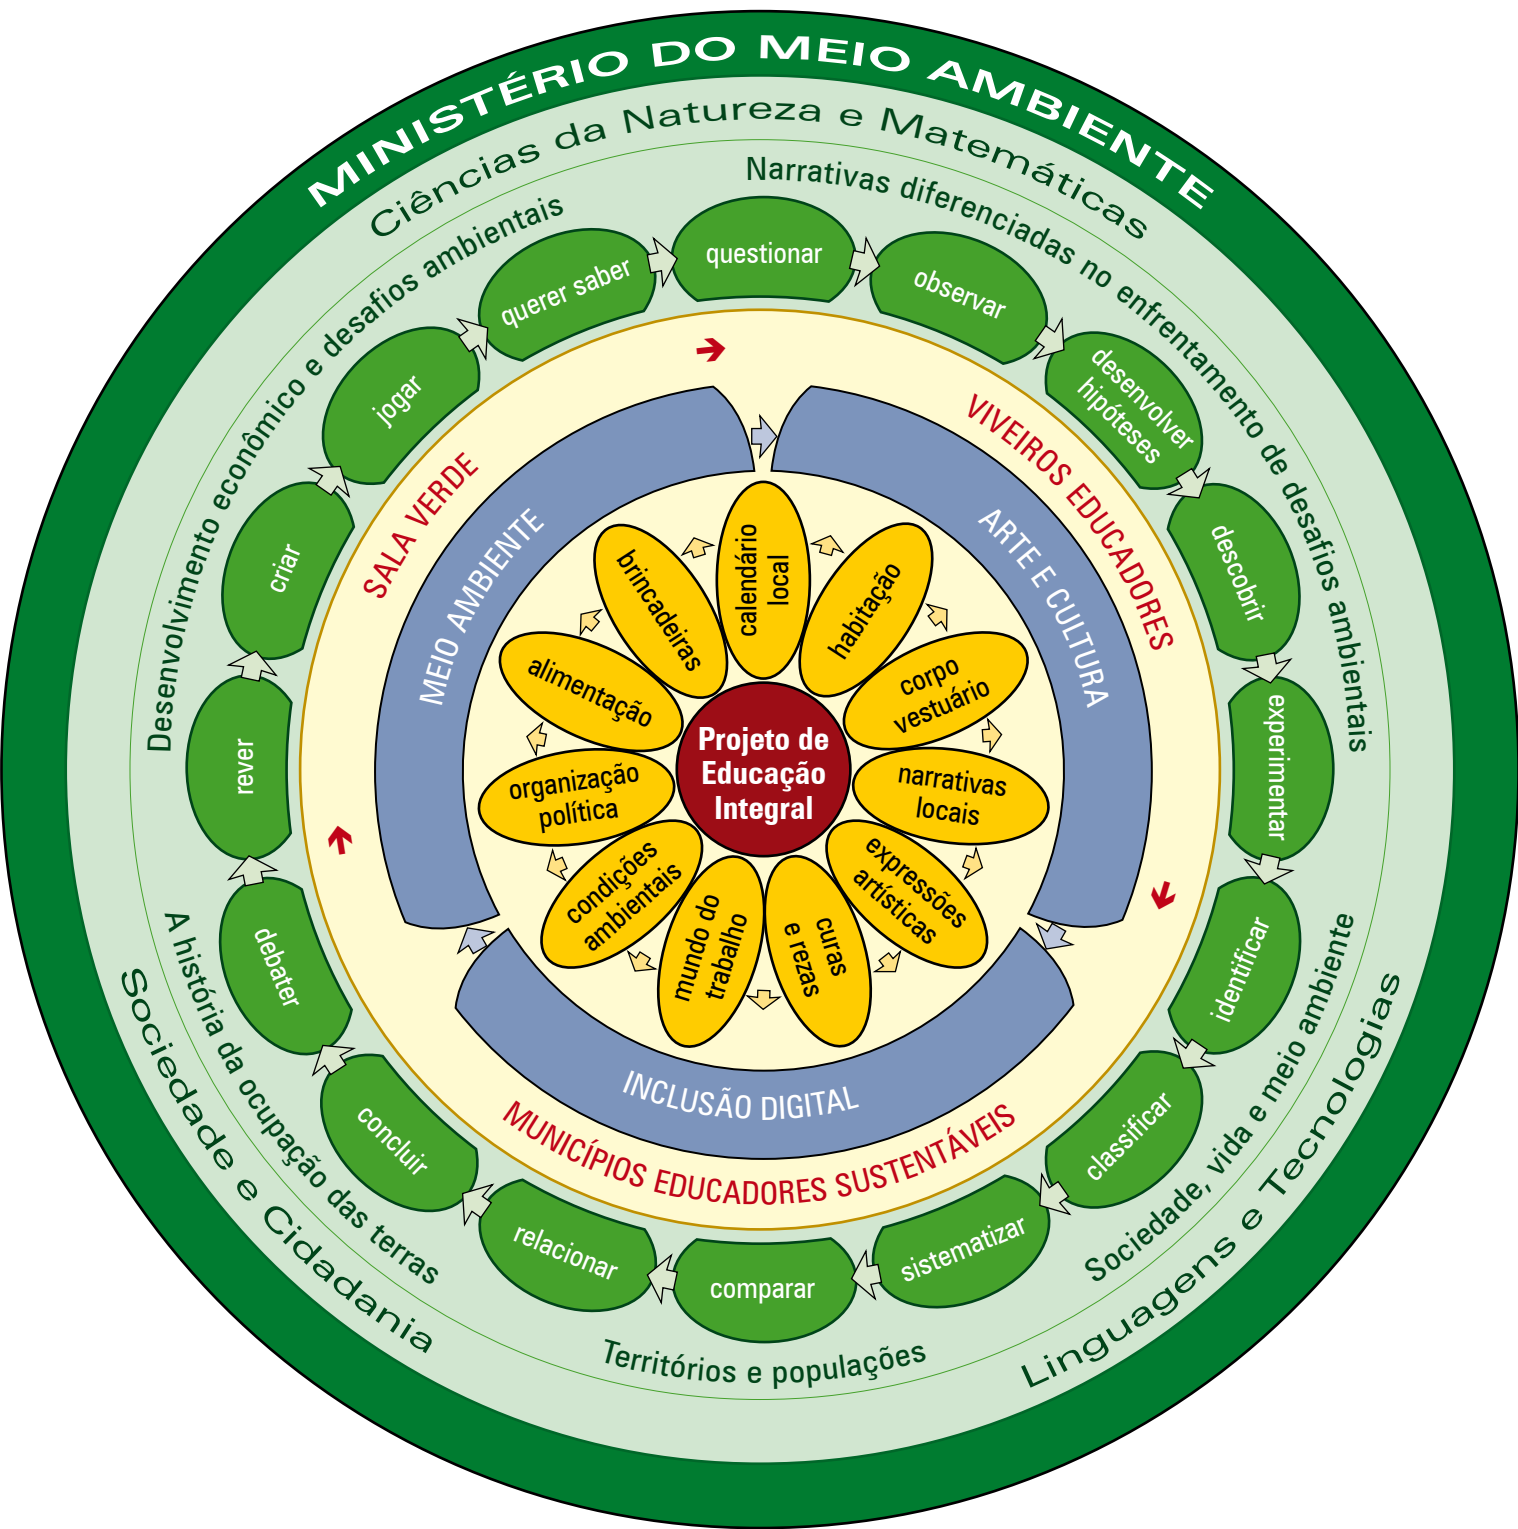 MINISTÉRIO DO MEIO AMBIENTE
Ciências da Natureza e Matemáticas
Linguagens e Tecnologias
Sociedade e Cidadania
Desenvolvimento econômico e desafios ambientais
Narrativas diferenciadas no enfrentamento de desafios ambientais
Sociedade, vida e meio ambiente
Territórios e populações
A história da ocupação das terras
questionar
observar
desenvolver
hipóteses
descobrir
experimentar
identificar
classificar
sistematizar
comparar
relacionar
concluir
debater
rever
criar
jogar
querer saber
SALA VERDE
VIVEIROS EDUCADORES
MUNICÍPIOS EDUCADORES SUSTENTÁVEIS
MEIO AMBIENTE
ARTE E CULTURA
INCLUSÃO DIGITAL
calendário
local
habitação
corpo
vestuário
narrativas
locais
expressões
artísticas
curas
e rezas
mundo do
trabalho
condições
ambientais
organização
política
alimentação
brincadeiras
Projeto de
Educação
Integral